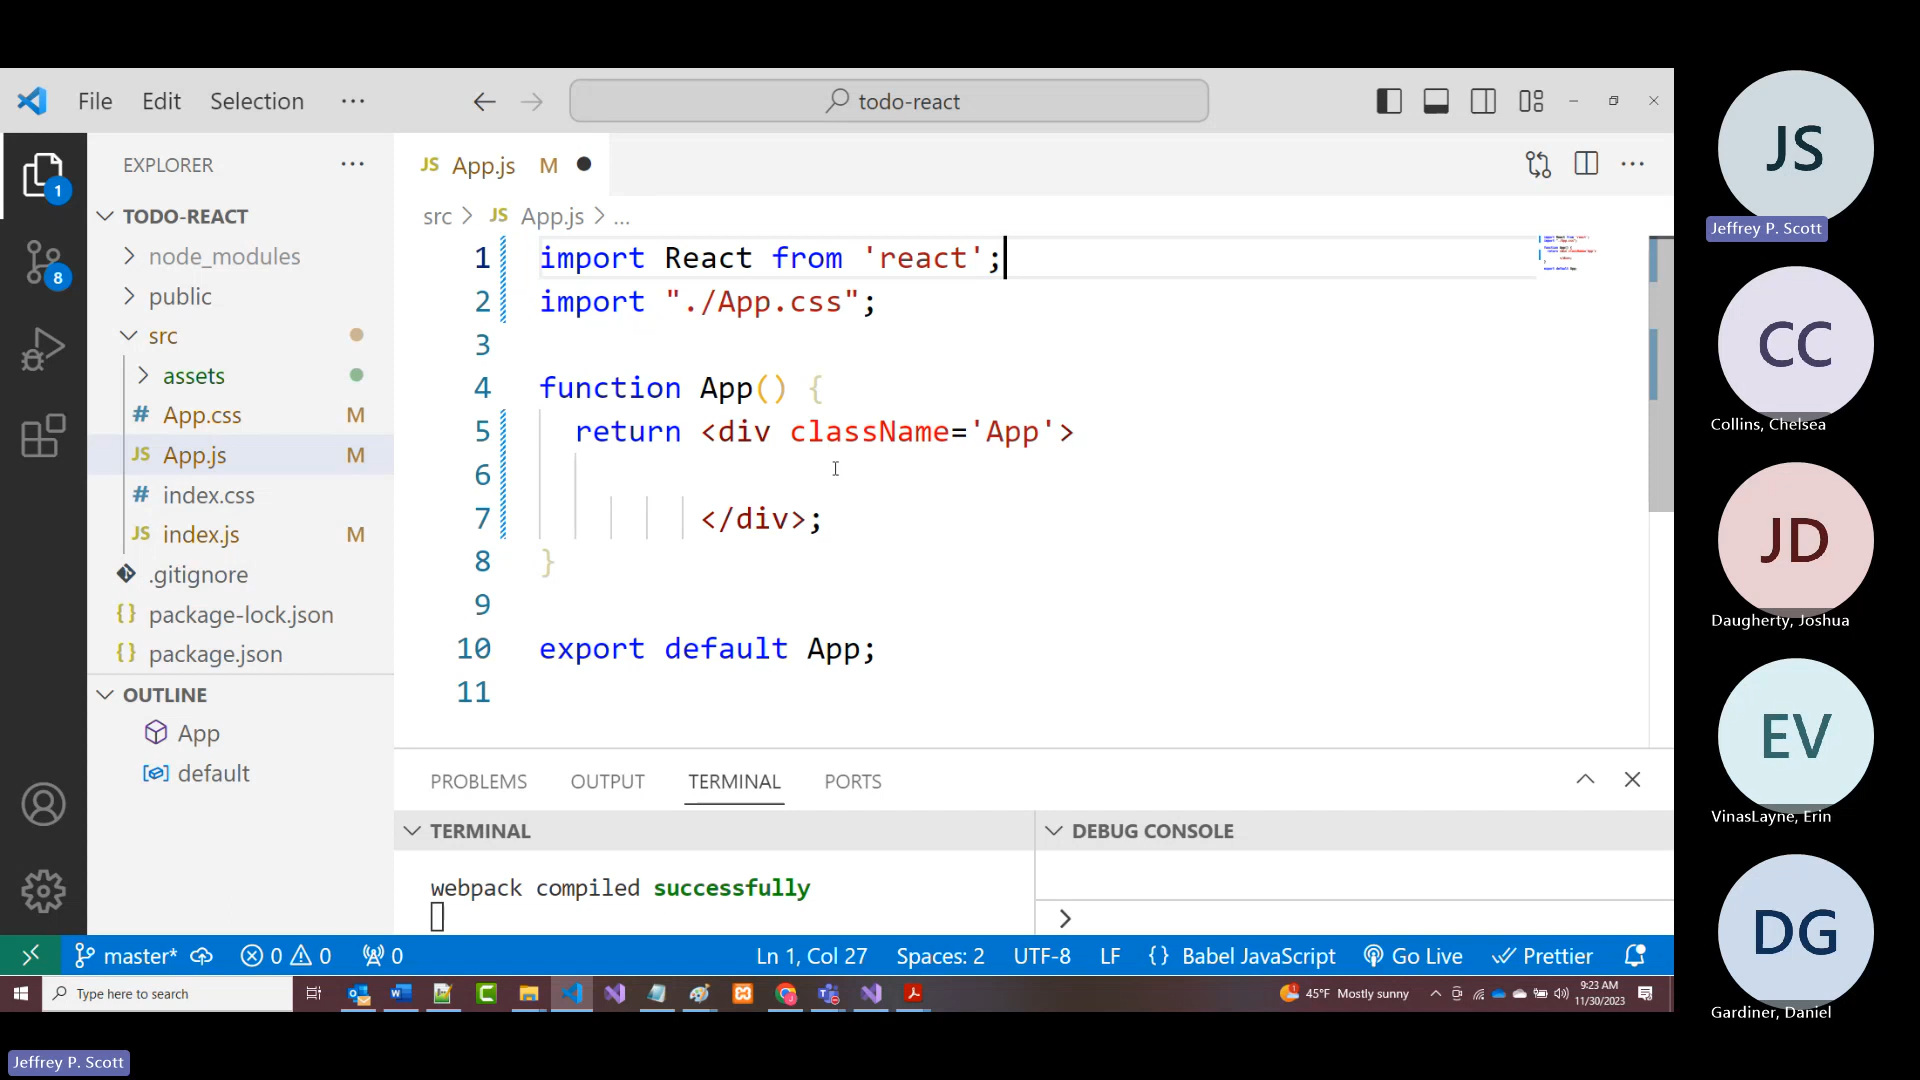 File Edit Selection ···
todo-react
EXPLORER ···
JS App.js M
TODO-REACT
src > JS App.js > ...
node_modules
public
src
assets
# App.css M
JS App.js M
# index.css
JS index.js M
.gitignore
{} package-lock.json
{} package.json
OUTLINE
App
default
1
8
1 import React from 'react';
2 import "./App.css";
3
4 function App() {
5 return <div className='App'>
6
7 </div>;
8 }
9
10 export default App;
11
PROBLEMS OUTPUT TERMINAL PORTS
TERMINAL
DEBUG CONSOLE
webpack compiled successfully
>
master* 0 0 0
Ln 1, Col 27 Spaces: 2 UTF-8 LF {} Babel JavaScript Go Live Prettier
Type here to search
45°F Mostly sunny
9:23 AM
11/30/2023
Jeffrey P. Scott
JS
Jeffrey P. Scott
CC
Collins, Chelsea
JD
Daugherty, Joshua
EV
VinasLayne, Erin
DG
Gardiner, Daniel